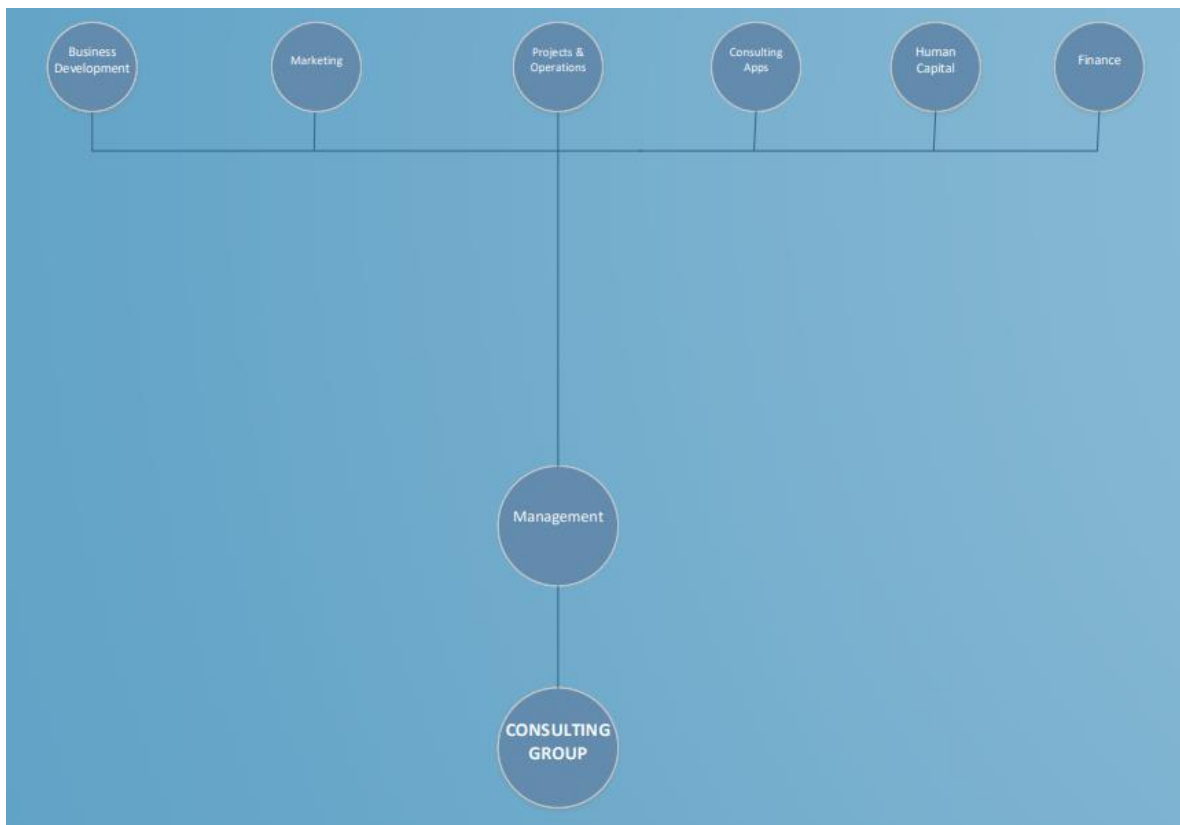 Business
Development
Marketing
Projects &
Operations
Consulting
Apps
Human
Capital
Finance
Management
CONSULTING
GROUP